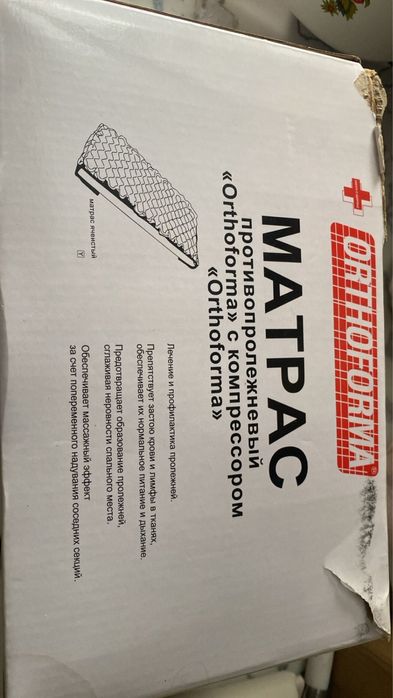 ORTHOFORMA®
МАТРАС
противопролежневый
«Orthoforma» с компрессором
«Orthoforma»
матрас ячеистый
Лечение и профилактика пролежней.
Препятствует застою крови и лимфы в тканях,
обеспечивает их нормальное питание и дыхание.
Предотвращает образование пролежней,
сглаживая неровности спального места.
Обеспечивает массажный эффект
за счет попеременного надувания соседних секций.